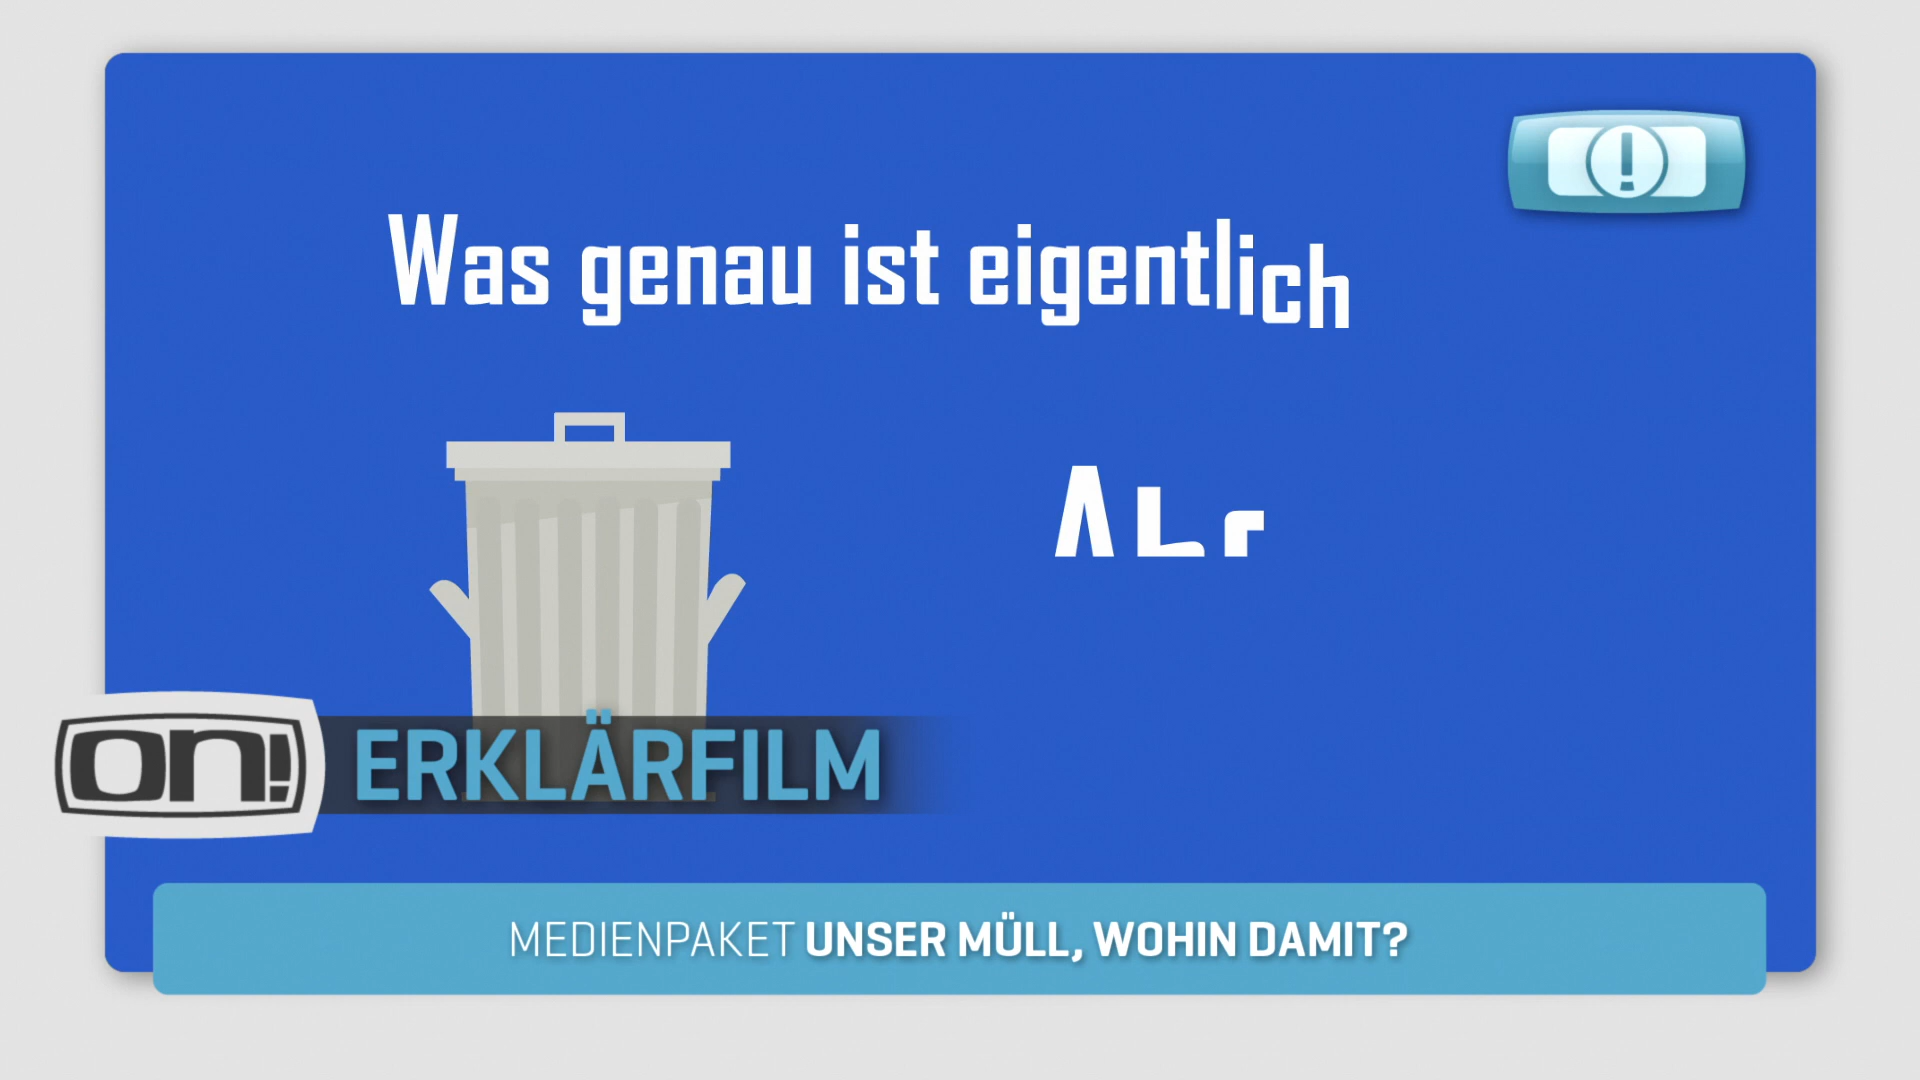 Was genau ist eigentlich
on!
ERKLÄRFILM
MEDIENPAKET UNSER MÜLL, WOHIN DAMIT?